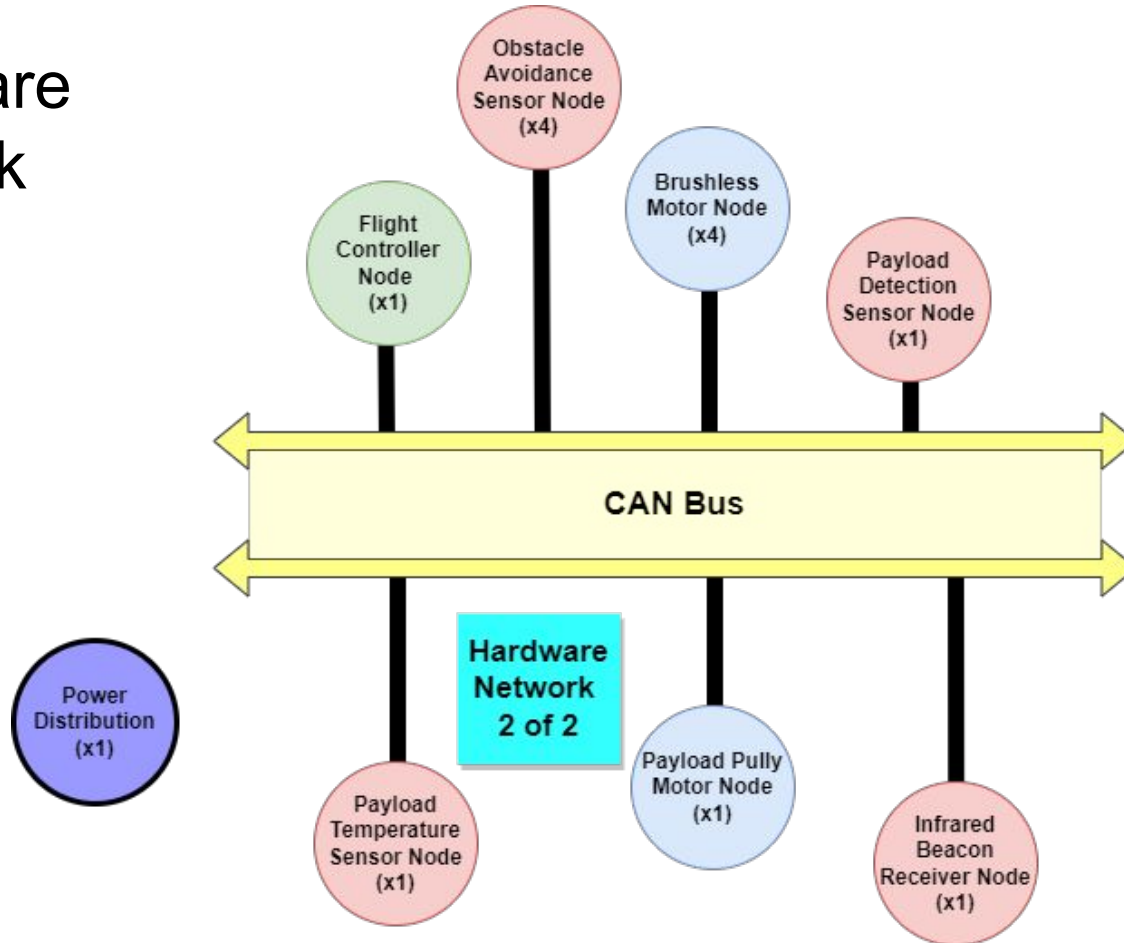 are
k
Obstacle
Avoidance
Sensor Node
(x4)
Brushless
Motor Node
(x4)
Flight
Controller
Node
(x1)
Payload
Detection
Sensor Node
(x1)
CAN Bus
Hardware
Network
2 of 2
Power
Distribution
(x1)
Payload Pully
Motor Node
(x1)
Payload
Temperature
Sensor Node
(x1)
Infrared
Beacon
Receiver Node
(x1)